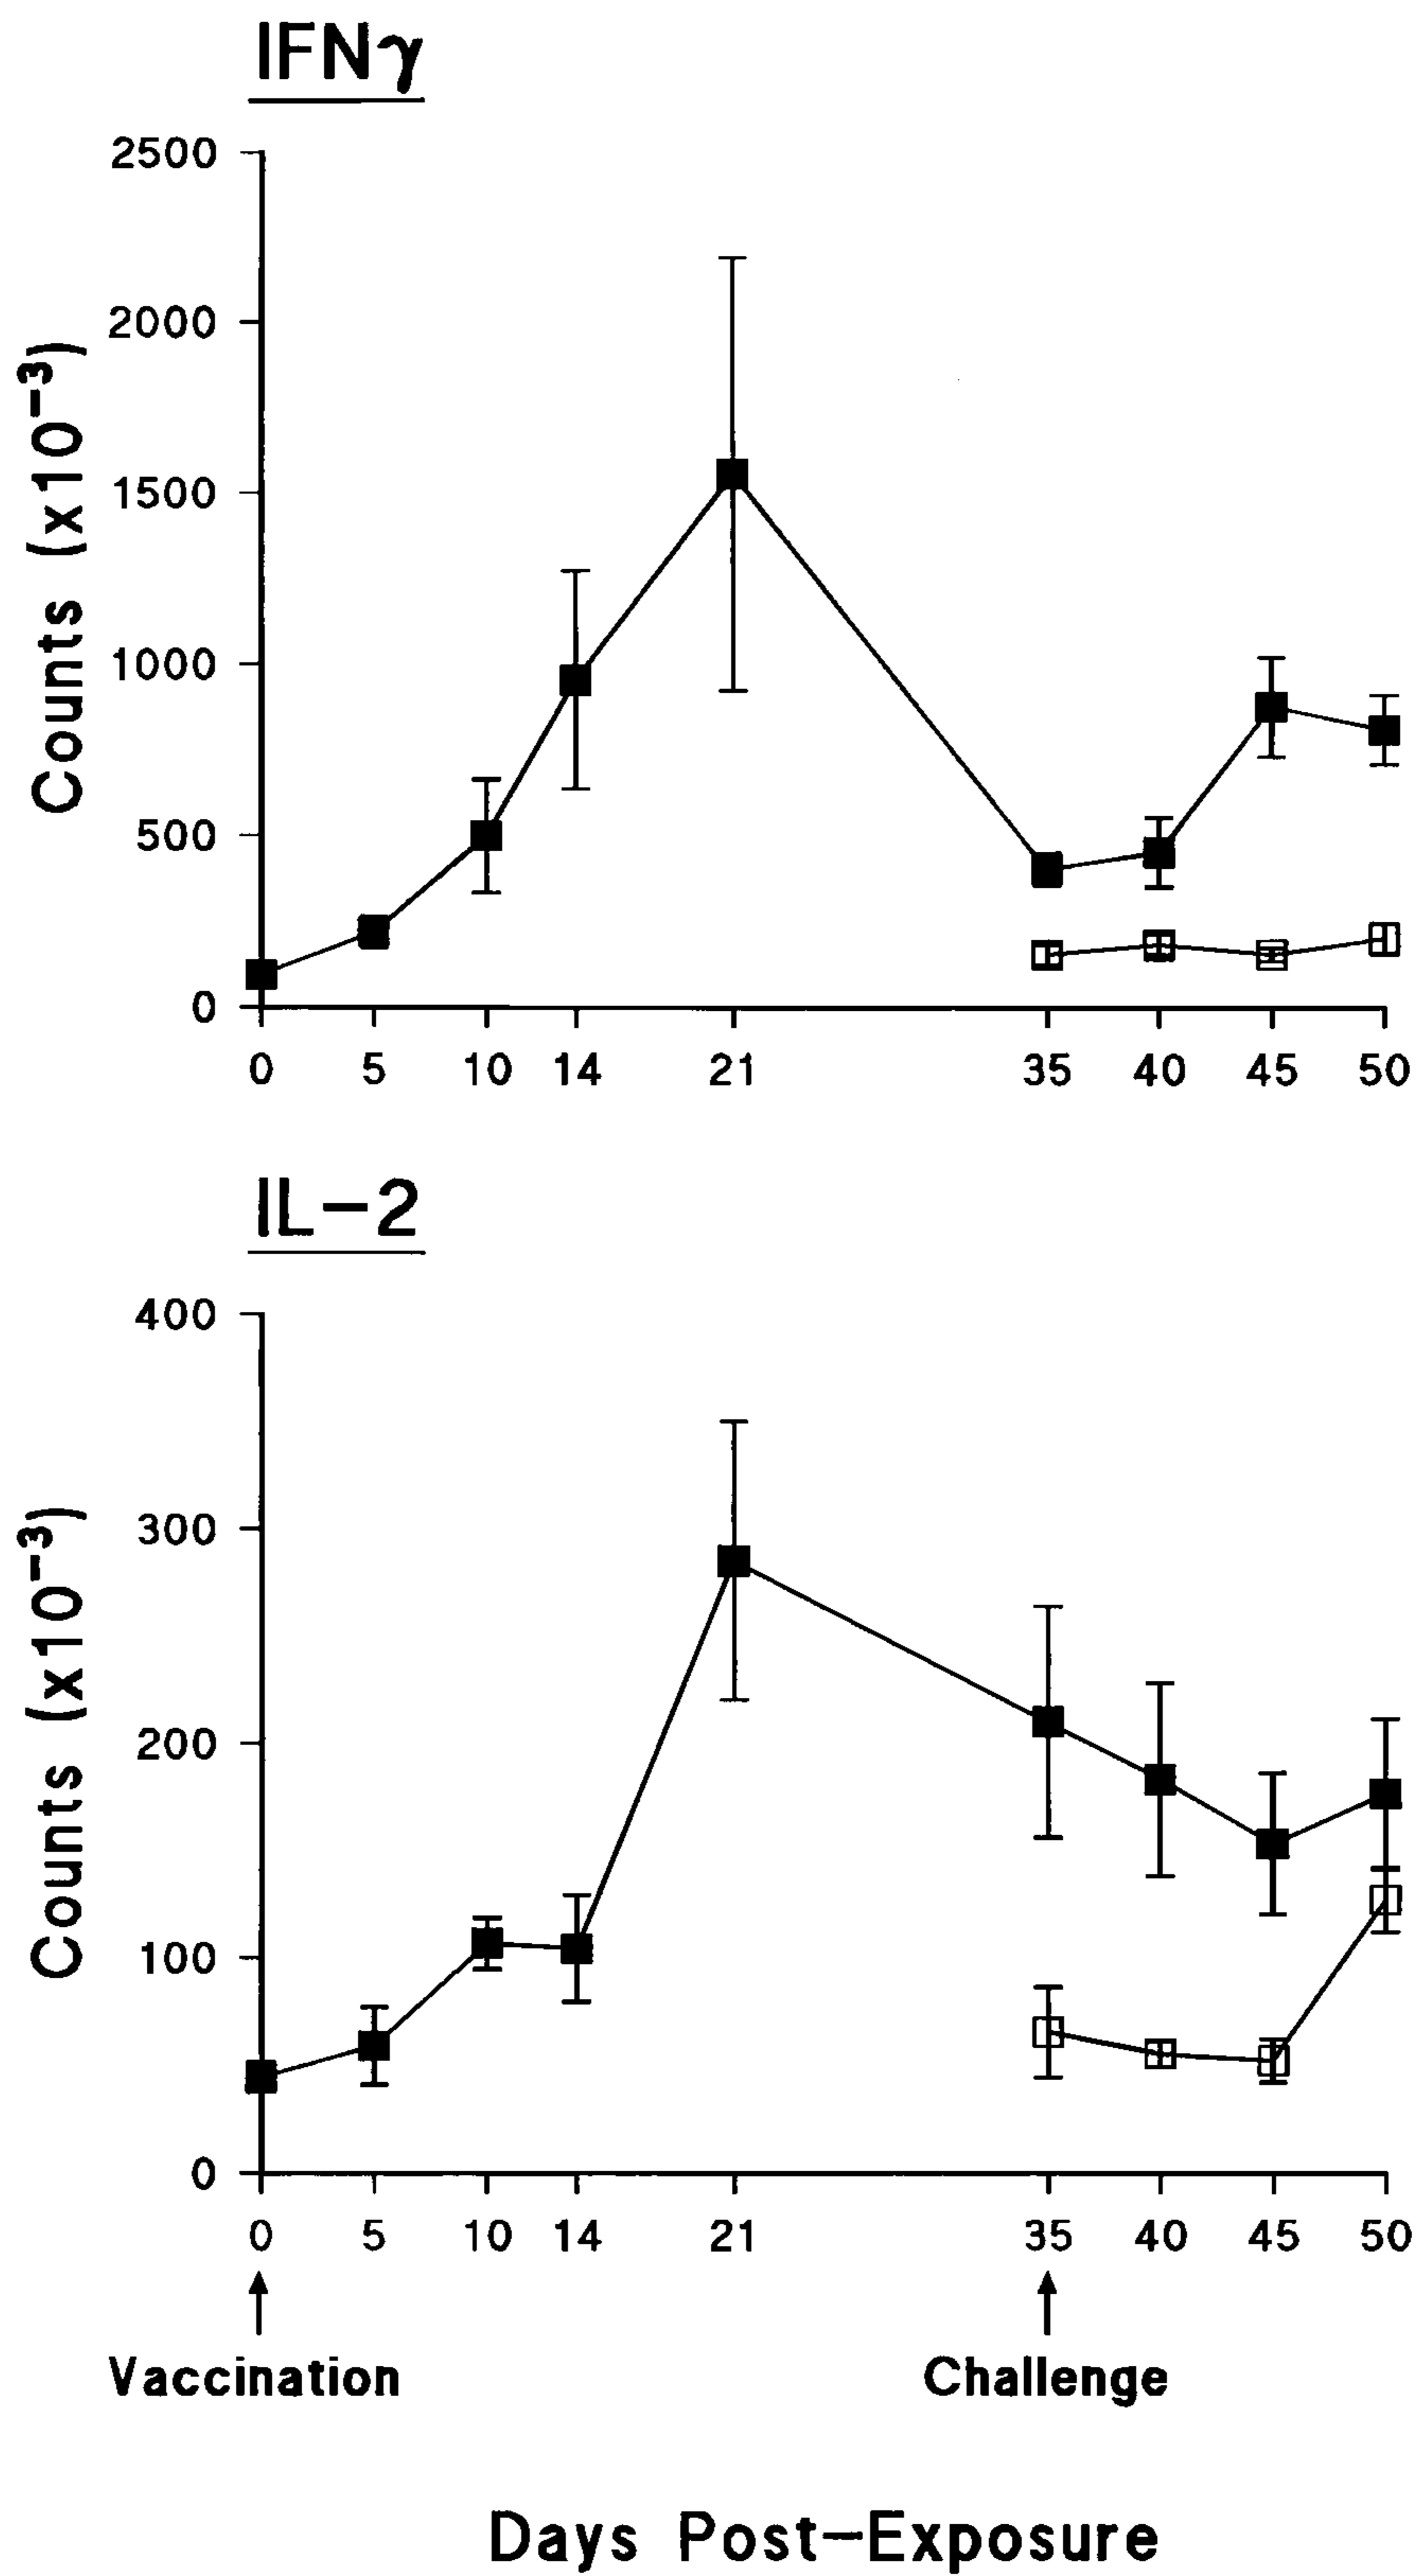 IFNγ
2500
2000
1500
1000
500
0
Counts (x10⁻³)
0 5 10 14 21 35 40 45 50
IL-2
400
300
200
100
0
Counts (x10⁻³)
0 5 10 14 21 35 40 45 50
Vaccination Challenge
Days Post-Exposure